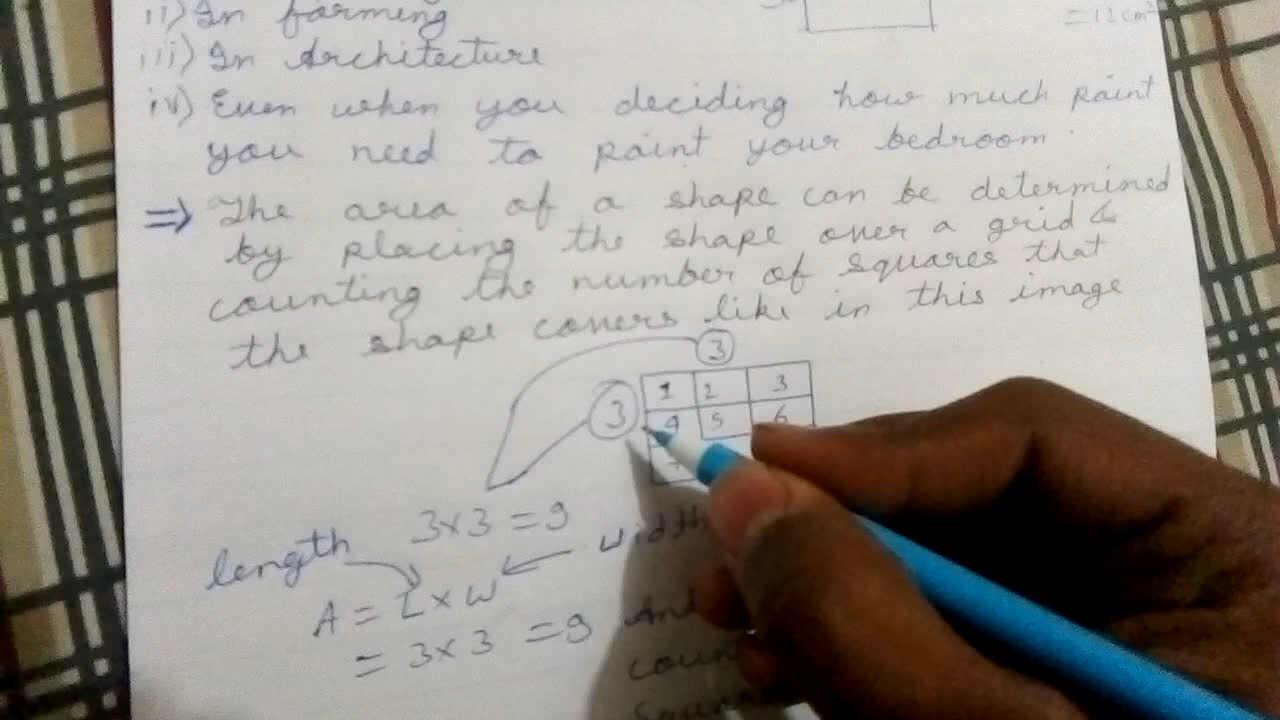 ii) In farming
= 12cm²
iii) In Architecture
iv) Even when you deciding how much paint
you need to paint your bedroom.
⇒ The area of a shape can be determined
by placing the shape over a grid &
counting the number of squares that
the shape covers like in this image
3
3
1 2 3
4 5 6
7
3×3 = 9
length
width
A = L×W
= 3×3 = 9
And